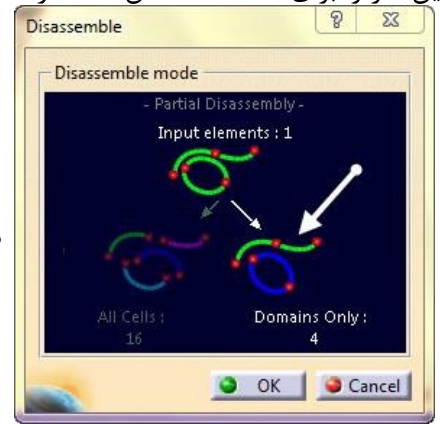 Disassemble
Disassemble mode
- Partial Disassembly -
Input elements : 1
All Cells :
16
Domains Only :
4
OK
Cancel